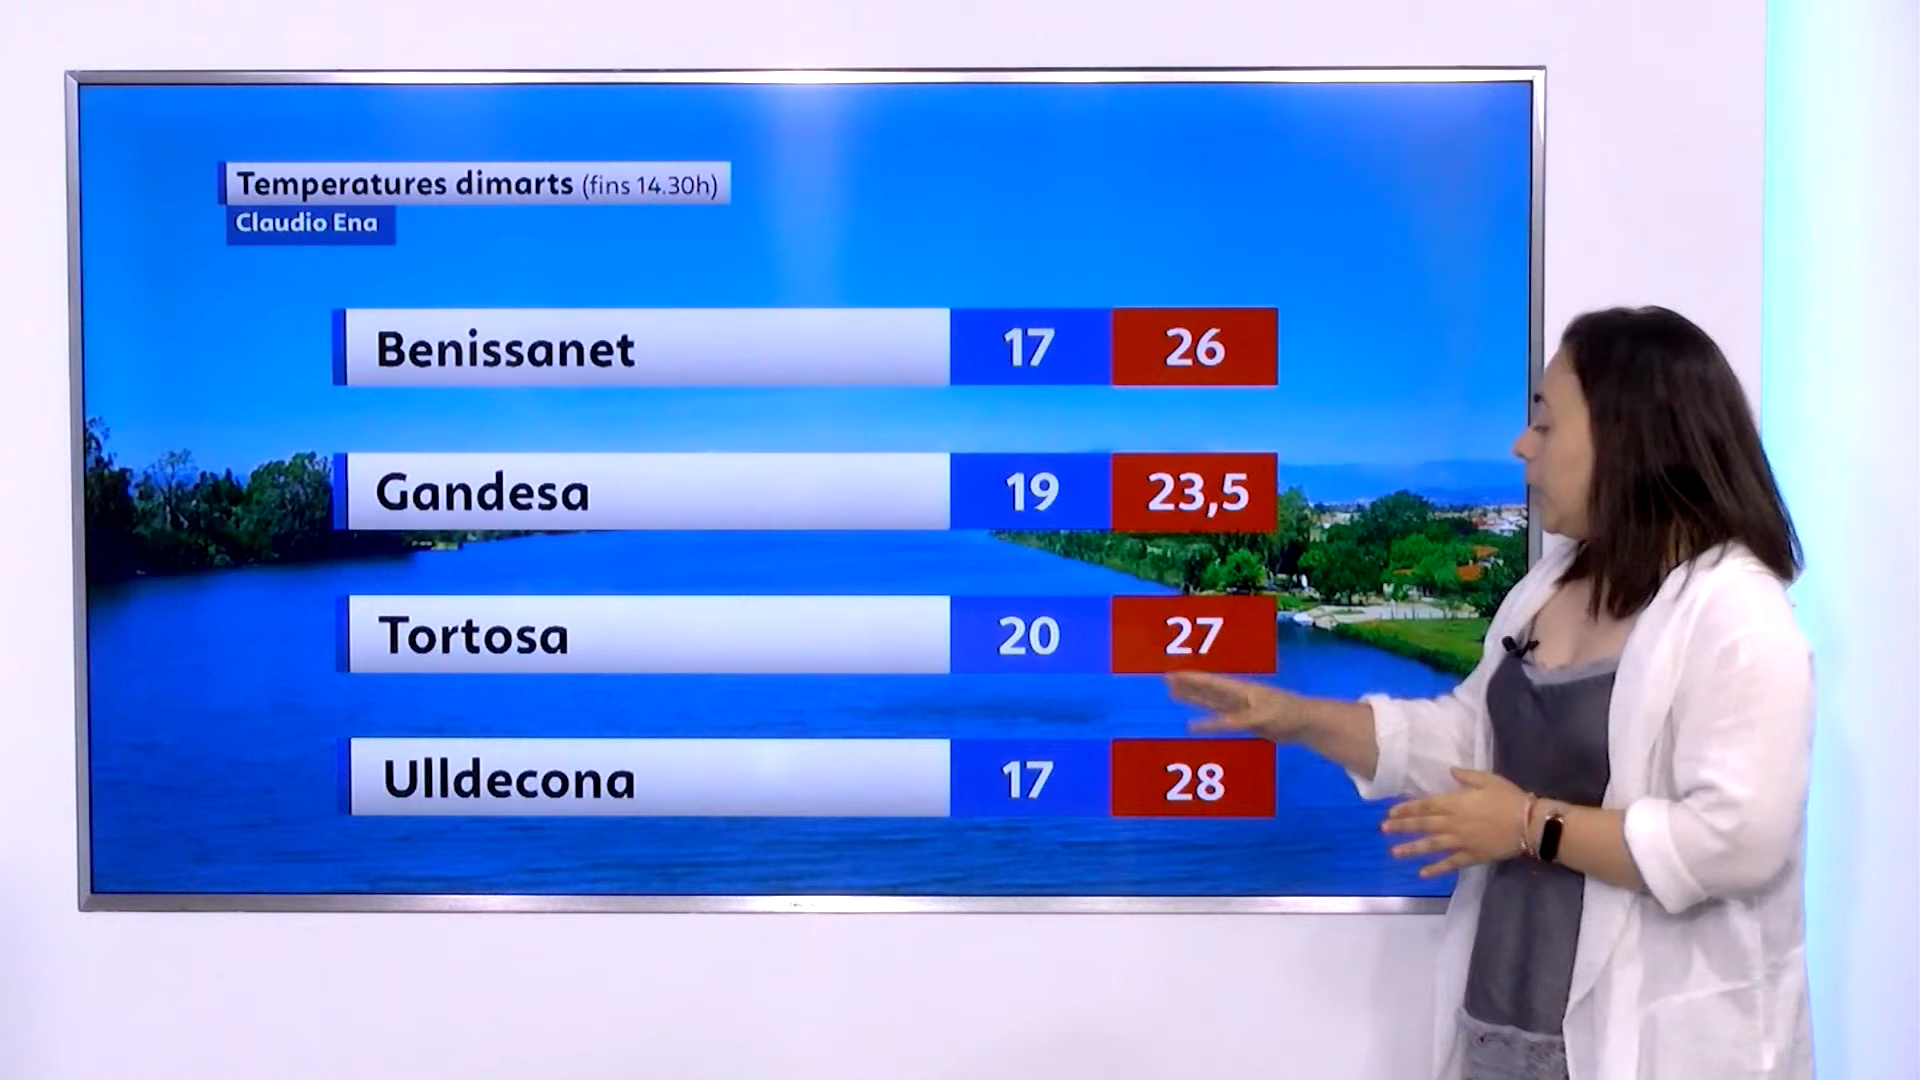 Temperatures dimarts (fins 14.30h)
Claudio Ena
Benissanet 17 26
Gandesa 19 23,5
Tortosa 20 27
Ulldecona 17 28